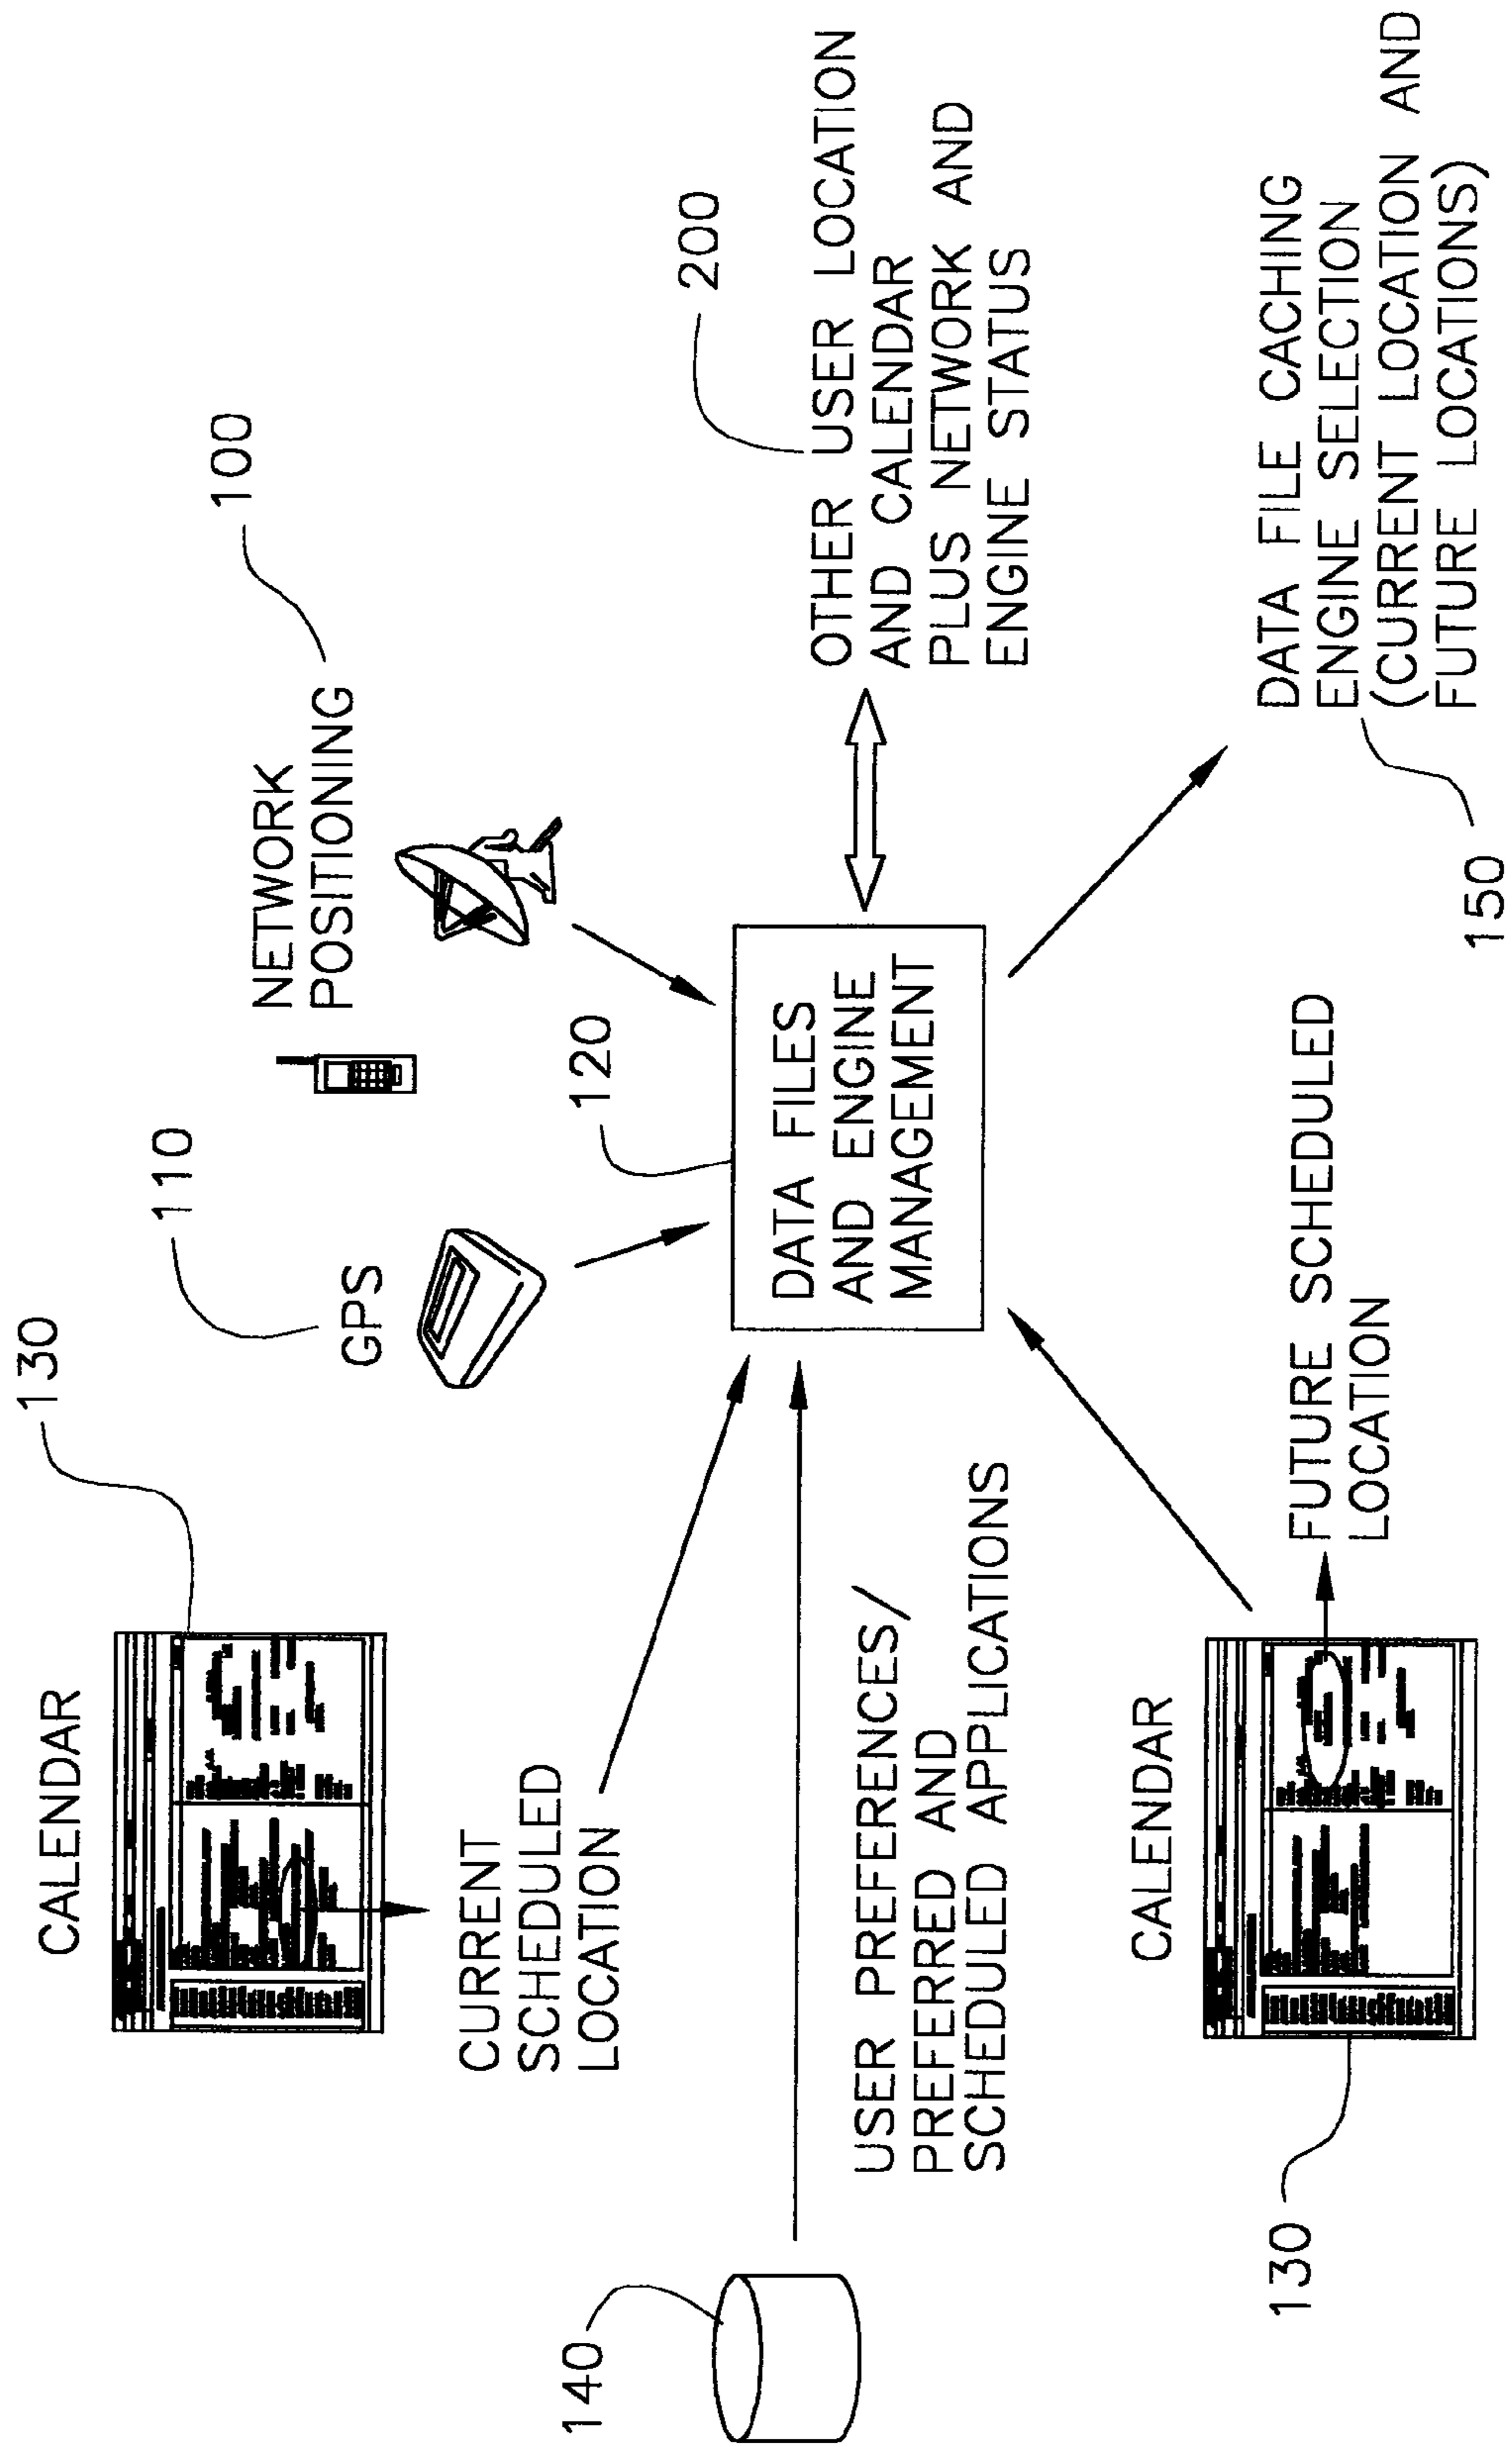 CALENDAR
130
CURRENT
SCHEDULED
LOCATION
110
GPS
100
NETWORK
POSITIONING
120
DATA FILES
AND ENGINE
MANAGEMENT
200
OTHER USER LOCATION
AND CALENDAR
PLUS NETWORK AND
ENGINE STATUS
140
USER PREFERENCES/
PREFERRED AND
SCHEDULED APPLICATIONS
CALENDAR
130
FUTURE SCHEDULED
LOCATION
150
DATA FILE CACHING
ENGINE SELECTION
(CURRENT LOCATION AND
FUTURE LOCATIONS)